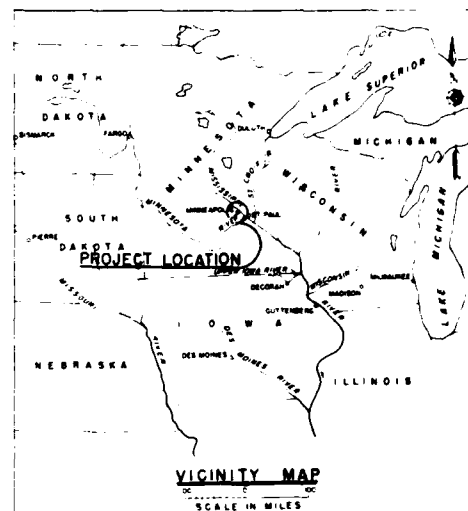 NORTH
DAKOTA
BISMARCK
FARGO
MINNESOTA
DULUTH
LAKE SUPERIOR
MICHIGAN
ST CROIX
RIVER
WISCONSIN
MISSISSIPPI
RIVER
MINNEAPOLIS
ST PAUL
MINNESOTA
SOUTH
DAKOTA
PIERRE
PROJECT LOCATION
MISSOURI
RIVER
UPPER IOWA RIVER
DECORAH
WISCONSIN
RIVER
MADISON
MILWAUKEE
LAKE MICHIGAN
GUTTENBERG
IOWA
DES MOINES
DES MOINES RIVER
NEBRASKA
ILLINOIS
VICINITY MAP
0
SCALE IN MILES